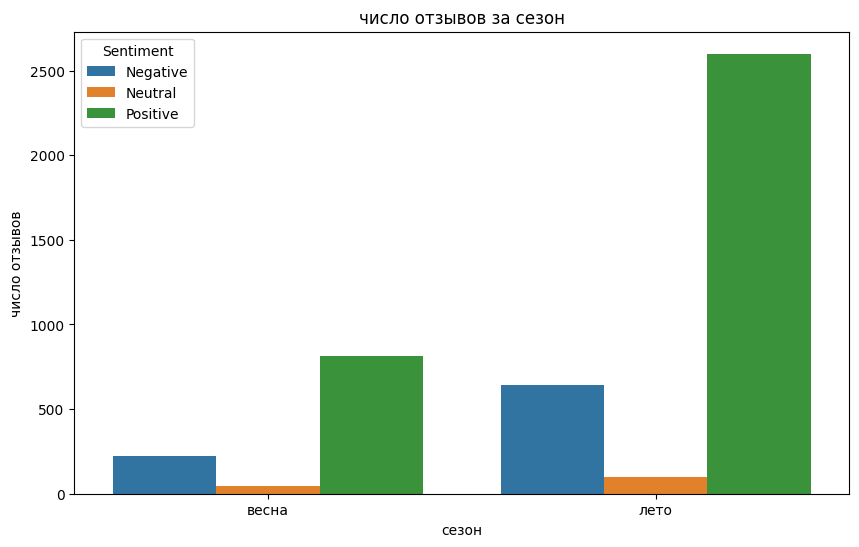 число отзывов за сезон
Sentiment
Negative
Neutral
Positive
2500
2000
1500
1000
500
0
число отзывов
весна
лето
сезон